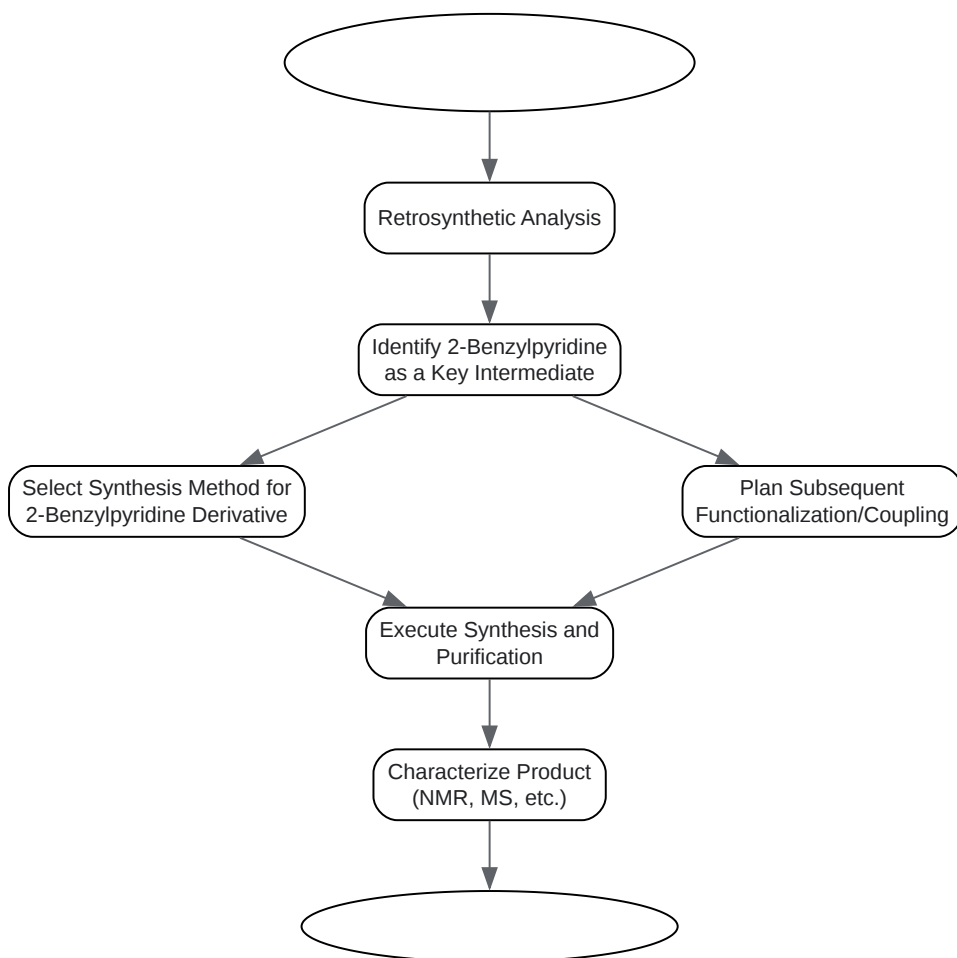 Retrosynthetic Analysis
Identify 2-Benzylpyridine
as a Key Intermediate
Select Synthesis Method for
2-Benzylpyridine Derivative
Plan Subsequent
Functionalization/Coupling
Execute Synthesis and
Purification
Characterize Product
(NMR, MS, etc.)